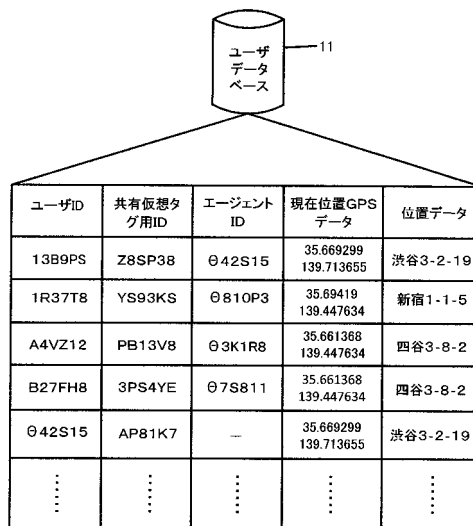 ユーザ
データ
ベース
11
ユーザID 共有仮想タグ用ID エージェントID 現在位置GPSデータ 位置データ
13B9PS Z8SP38 θ42S15 35.669299 139.713655 渋谷3-2-19
1R37T8 YS93KS θ810P3 35.69419 139.447634 新宿1-1-5
A4VZ12 PB13V8 θ3K1R8 35.661368 139.447634 四谷3-8-2
B27FH8 3PS4YE θ7S811 35.661368 139.447634 四谷3-8-2
θ42S15 AP81K7 — 35.669299 139.713655 渋谷3-2-19